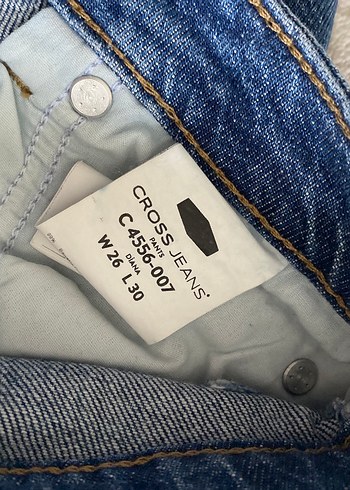 CROSS JEANS®
PANTS
C 4556-007
DIANA
W 26 L 30